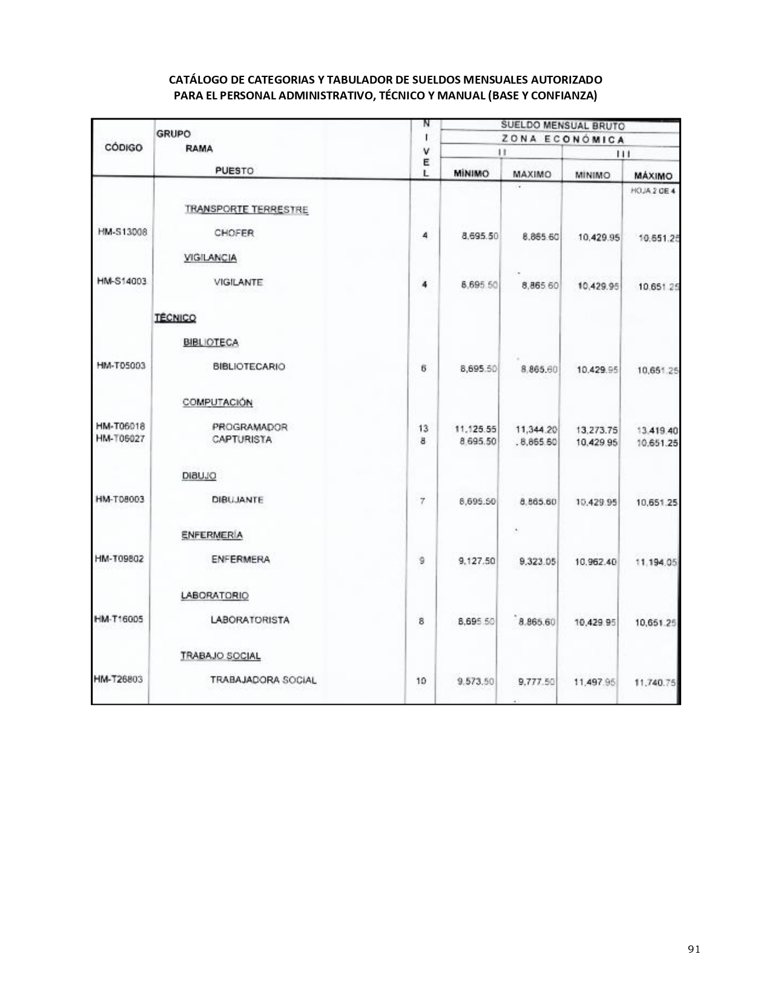 CATÁLOGO DE CATEGORIAS Y TABULADOR DE SUELDOS MENSUALES AUTORIZADO
PARA EL PERSONAL ADMINISTRATIVO, TÉCNICO Y MANUAL (BASE Y CONFIANZA)
CÓDIGO GRUPO RAMA PUESTO NIVEL
SUELDO MENSUAL BRUTO
ZONA ECONÓMICA
II III
MÍNIMO MAXIMO MINIMO MÁXIMO
HOJA 2 DE 4
TRANSPORTE TERRESTRE
HM-S13008 CHOFER 4 8,695.50 8,865.60 10,429.95 10,651.25
VIGILANCIA
HM-S14003 VIGILANTE 4 8,695.50 8,865.60 10,429.95 10,651.25
TÉCNICO
BIBLIOTECA
HM-T05003 BIBLIOTECARIO 6 8,695.50 8,865.60 10,429.95 10,651.25
COMPUTACIÓN
HM-T06018 PROGRAMADOR 13 11,125.55 11,344.20 13,273.75 13,419.40
HM-T06027 CAPTURISTA 8 8,695.50 8,865.60 10,429.95 10,651.25
DIBUJO
HM-T08003 DIBUJANTE 7 8,695.50 8,865.60 10,429.95 10,651.25
ENFERMERÍA
HM-T09802 ENFERMERA 9 9,127.50 9,323.05 10,962.40 11,194.05
LABORATORIO
HM-T16005 LABORATORISTA 8 8,695.50 8,865.60 10,429.95 10,651.25
TRABAJO SOCIAL
HM-T26803 TRABAJADORA SOCIAL 10 9,573.50 9,777.50 11,497.95 11,740.75
91